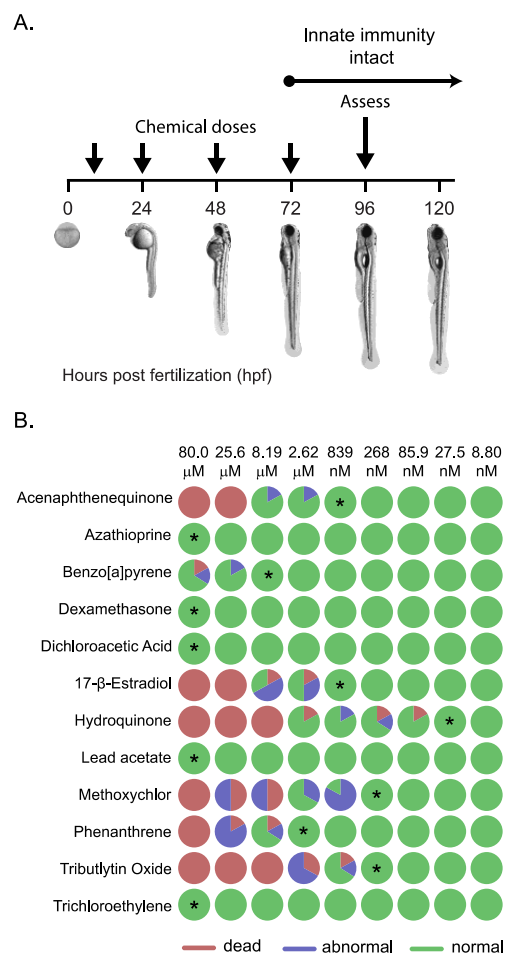 A.
Innate immunity
intact
Chemical doses
Assess
0 24 48 72 96 120
Hours post fertilization (hpf)
B.
80.0 25.6 8.19 2.62 839 268 85.9 27.5 8.80
μM μM μM μM nM nM nM nM nM
Acenaphthenequinone *
Azathioprine *
Benzo[a]pyrene *
Dexamethasone *
Dichloroacetic Acid *
17-β-Estradiol *
Hydroquinone *
Lead acetate *
Methoxychlor *
Phenanthrene *
Tributlytin Oxide *
Trichloroethylene *
dead abnormal normal